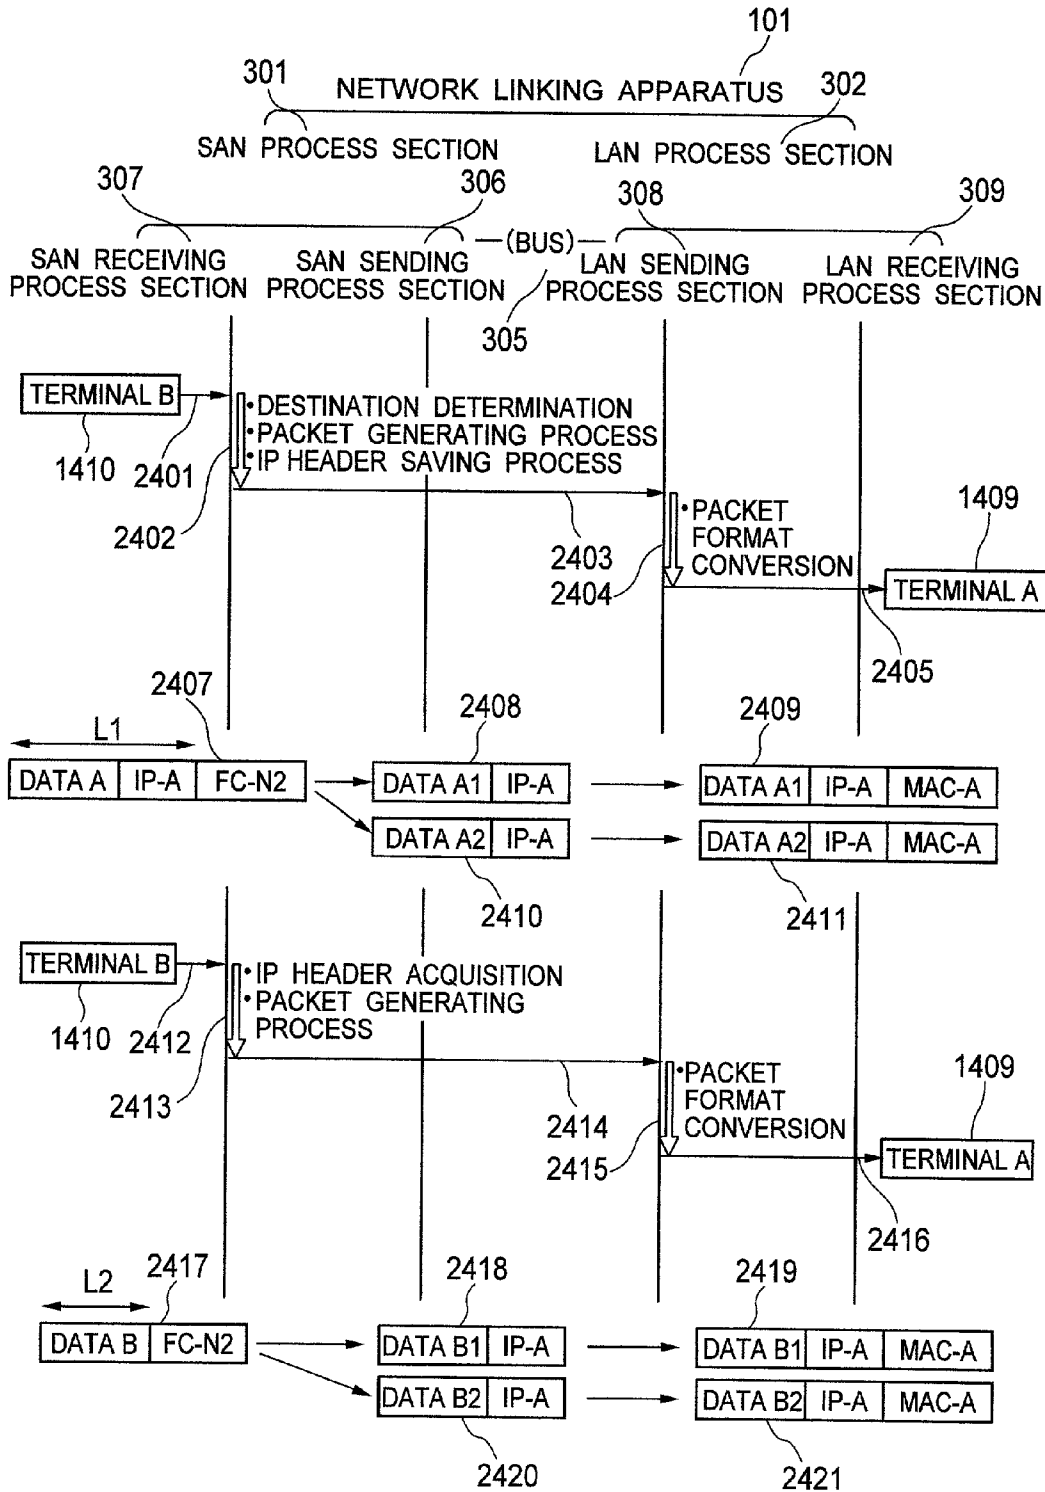 101
301
NETWORK LINKING APPARATUS
302
SAN PROCESS SECTION
LAN PROCESS SECTION
307
306
308
309
(BUS)
SAN RECEIVING
PROCESS SECTION
SAN SENDING
PROCESS SECTION
LAN SENDING
PROCESS SECTION
LAN RECEIVING
PROCESS SECTION
305
TERMINAL B
1410
2401
2402
•DESTINATION DETERMINATION
•PACKET GENERATING PROCESS
•IP HEADER SAVING PROCESS
2403
2404
•PACKET
FORMAT
CONVERSION
1409
TERMINAL A
2405
2407
2408
2409
L1
DATA A IP-A FC-N2
DATA A1 IP-A
DATA A1 IP-A MAC-A
DATA A2 IP-A
DATA A2 IP-A MAC-A
2410
2411
TERMINAL B
1410
2412
2413
•IP HEADER ACQUISITION
•PACKET GENERATING
PROCESS
2414
2415
•PACKET
FORMAT
CONVERSION
1409
TERMINAL A
2416
2417
2418
2419
L2
DATA B FC-N2
DATA B1 IP-A
DATA B1 IP-A MAC-A
DATA B2 IP-A
DATA B2 IP-A MAC-A
2420
2421